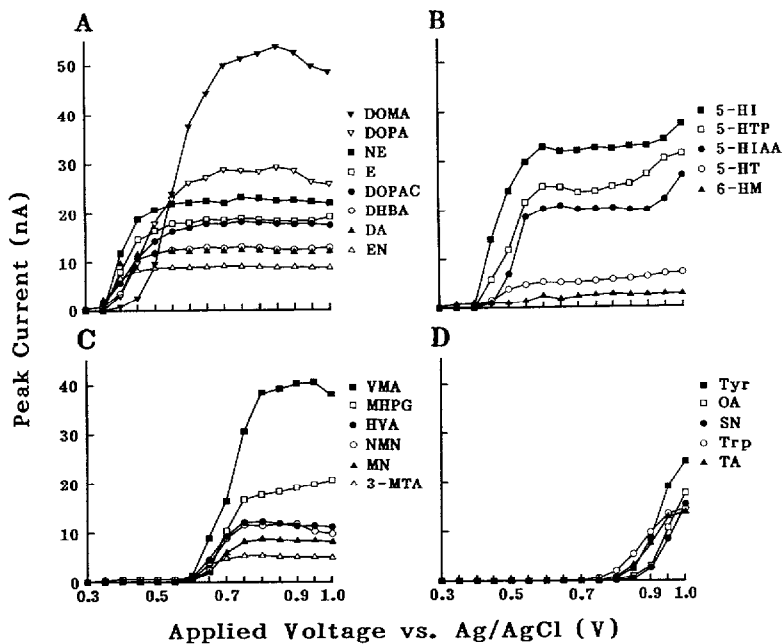 A
B
50
40
30
20
10
0
DOMA
DOPA
NE
E
DOPAC
DHBA
DA
EN
5-HI
5-HTP
5-HIAA
5-HT
6-HM
Peak Current (nA)
C
D
40
30
20
10
0
VMA
MHPG
HVA
NMN
MN
3-MTA
Tyr
OA
SN
Trp
TA
0.3 0.5 0.7 0.9 1.0
0.3 0.5 0.7 0.9 1.0
Applied Voltage vs. Ag/AgCl (V)